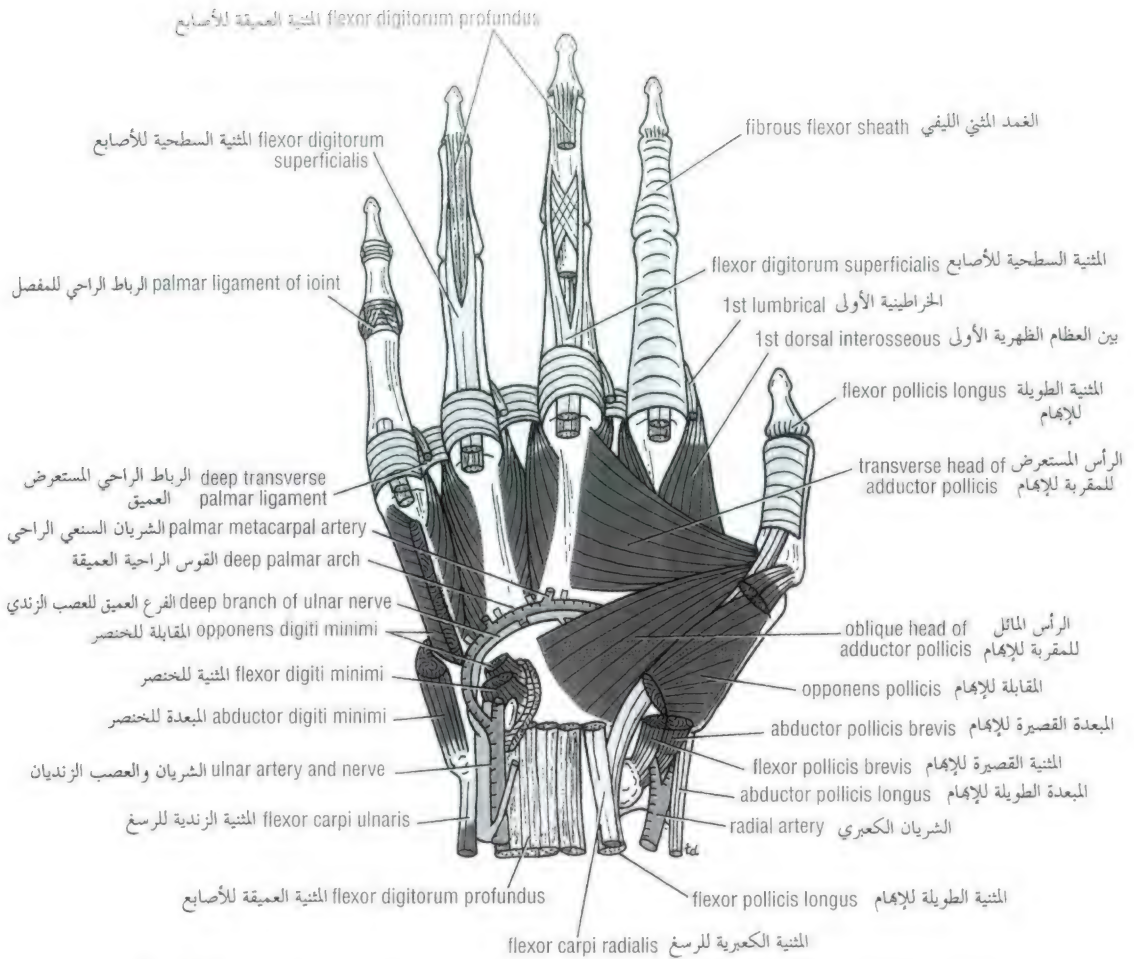 المثنية العميقة للأصابع flexor digitorum profundus
المثنية السطحية للأصابع flexor digitorum
superficialis
الغمد المثني الليفي fibrous flexor sheath
المثنية السطحية للأصابع flexor digitorum superficialis
الرباط الراحي للمفصل palmar ligament of ioint
الخراطينية الأولى 1st lumbrical
بين العظام الظهرية الأولى 1st dorsal interosseous
المثنية الطويلة flexor pollicis longus
للإبهام
الرأس المستعرض transverse head of
للمقربة للإبهام adductor pollicis
الرباط الراحي المستعرض deep transverse
العميق palmar ligament
الشريان السنعي الراحي palmar metacarpal artery
القوس الراحية العميقة deep palmar arch
الفرع العميق للعصب الزندي deep branch of ulnar nerve
المقابلة للخنصر opponens digiti minimi
الرأس المائل oblique head of
للمقربة للإبهام adductor pollicis
المثنية للخنصر flexor digiti minimi
المقابلة للإبهام opponens pollicis
المبعدة للخنصر abductor digiti minimi
المبعدة القصيرة للإبهام abductor pollicis brevis
المثنية القصيرة للإبهام flexor pollicis brevis
الشريان والعصب الزنديان ulnar artery and nerve
المبعدة الطويلة للإبهام abductor pollicis longus
المثنية الزندية للرسغ flexor carpi ulnaris
الشريان الكعبري radial artery
td
المثنية العميقة للأصابع flexor digitorum profundus
المثنية الطويلة للإبهام flexor pollicis longus
المثنية الكعبرية للرسغ flexor carpi radialis